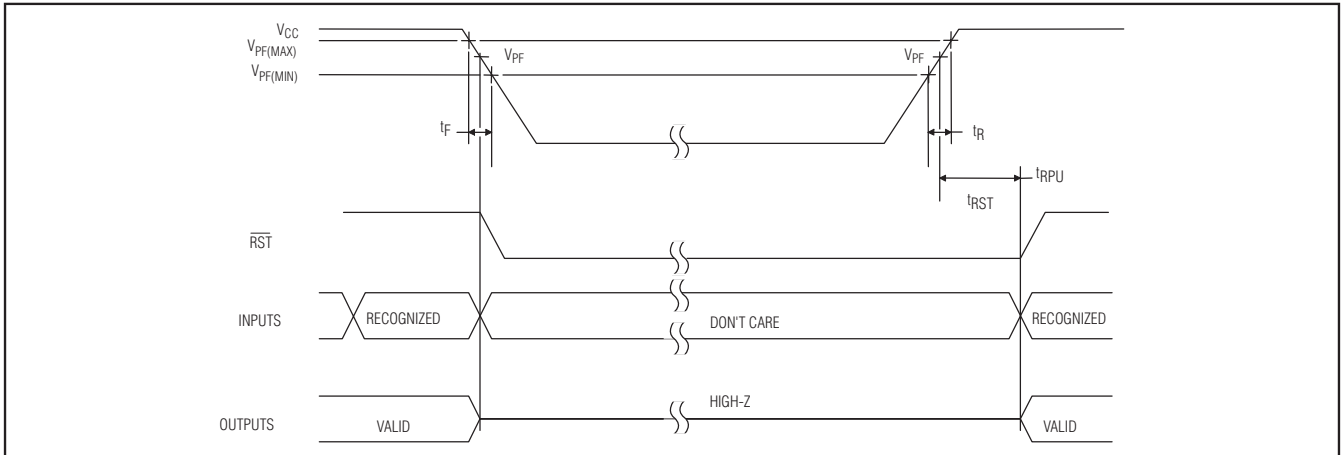 VCC
VPF(MAX)
VPF VPF
VPF(MIN)
tF tR
tRPU
tRST
RST
INPUTS RECOGNIZED DON'T CARE RECOGNIZED
HIGH-Z
OUTPUTS VALID VALID